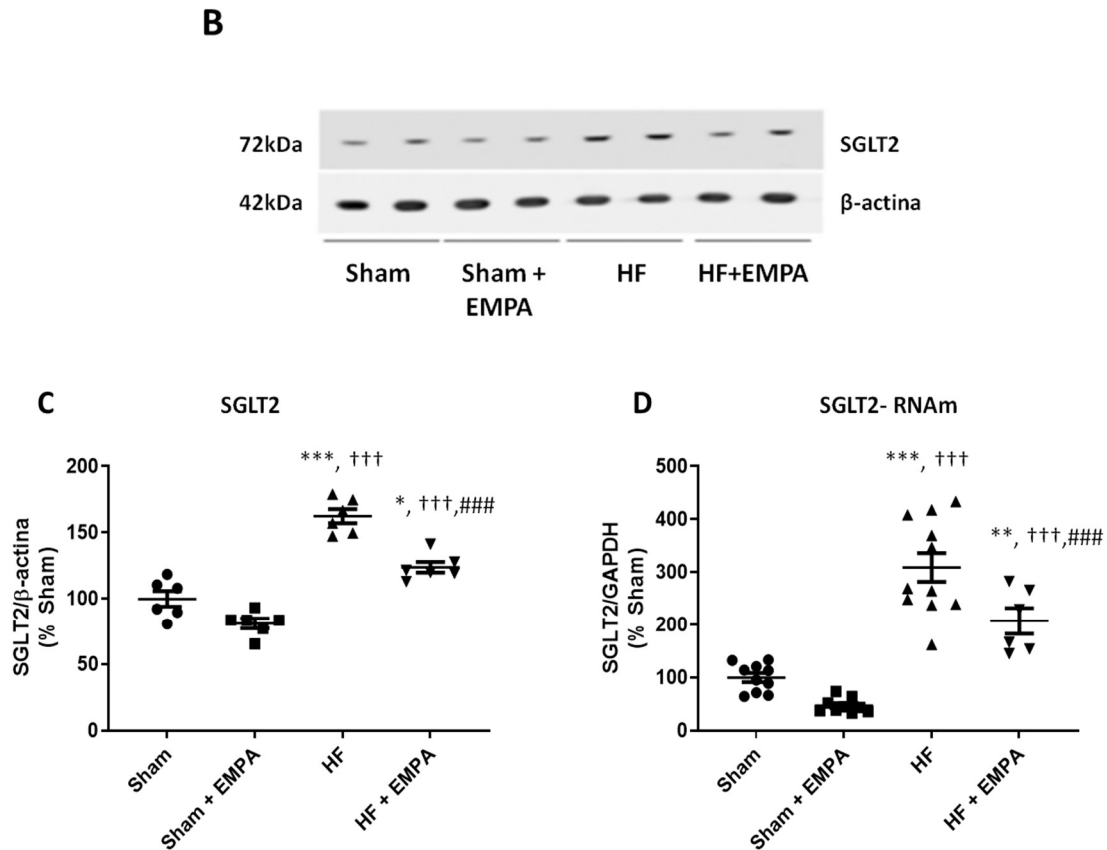 B
72kDa
SGLT2
42kDa
β-actina
Sham
Sham +
EMPA
HF
HF+EMPA
C
SGLT2
SGLT2/β-actina
(% Sham)
200
150
100
50
0
***, †††
*, †††,###
Sham
Sham + EMPA
HF
HF + EMPA
D
SGLT2- RNAm
SGLT2/GAPDH
(% Sham)
500
400
300
200
100
0
***, †††
**, †††,###
Sham
Sham + EMPA
HF
HF + EMPA